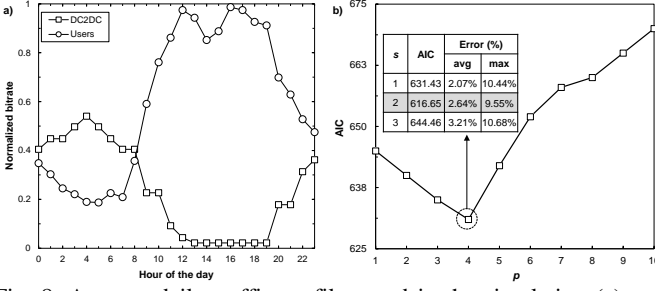 a)
DC2DC
Users
Normalized bitrate
1
0.8
0.6
0.4
0.2
0
0 2 4 6 8 10 12 14 16 18 20 22
Hour of the day
b)
AIC
675
663
650
638
625
s AIC Error (%)
avg max
1 631.43 2.07% 10.44%
2 616.65 2.64% 9.55%
3 644.46 3.21% 10.68%
1 2 3 4 5 6 7 8 9 10
p